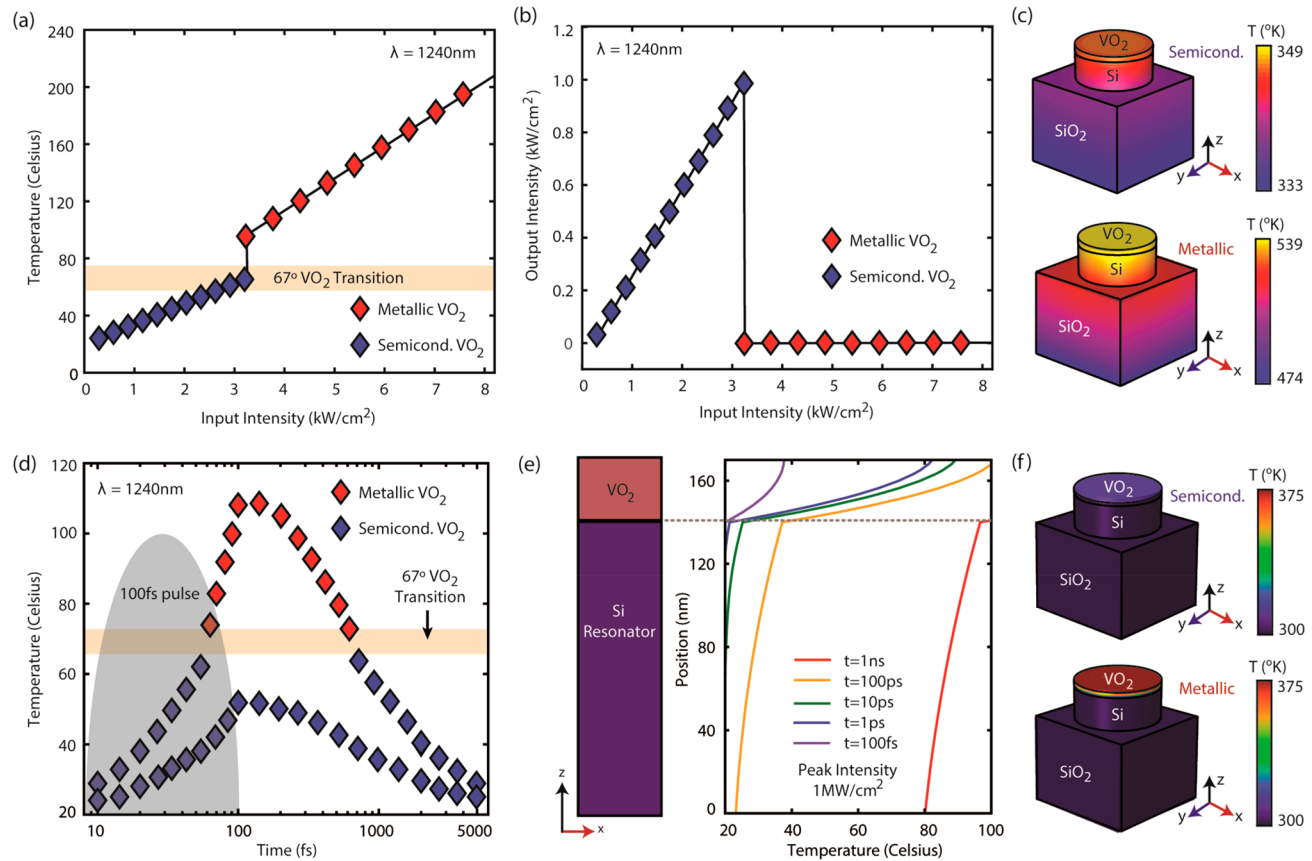 (a)
240
200
160
120
80
40
0
Temperature (Celsius)
λ = 1240nm
67º VO2 Transition
Metallic VO2
Semicond. VO2
0 1 2 3 4 5 6 7 8
Input Intensity (kW/cm2)
(b)
λ = 1240nm
1.0
0.8
0.6
0.4
0.2
0
Output Intensity (kW/cm2)
Metallic VO2
Semicond. VO2
0 1 2 3 4 5 6 7 8
Input Intensity (kW/cm2)
(c)
T (ºK)
VO2
Semicond.
349
Si
SiO2
z
y x
333
T (ºK)
VO2
Metallic
539
Si
SiO2
z
y x
474
(d)
120
100
80
60
40
20
Temperature (Celsius)
λ = 1240nm
Metallic VO2
Semicond. VO2
100fs pulse
67º VO2
Transition
10 100 1000 5000
Time (fs)
(e)
VO2
Si
Resonator
z
x
160
120
80
40
0
Position (nm)
t=1ns
t=100ps
t=10ps
t=1ps
t=100fs
Peak Intensity
1MW/cm2
20 40 60 80 100
Temperature (Celsius)
(f)
T (ºK)
VO2
Semicond.
375
Si
SiO2
z
y x
300
T (ºK)
VO2
Metallic
375
Si
SiO2
z
y x
300